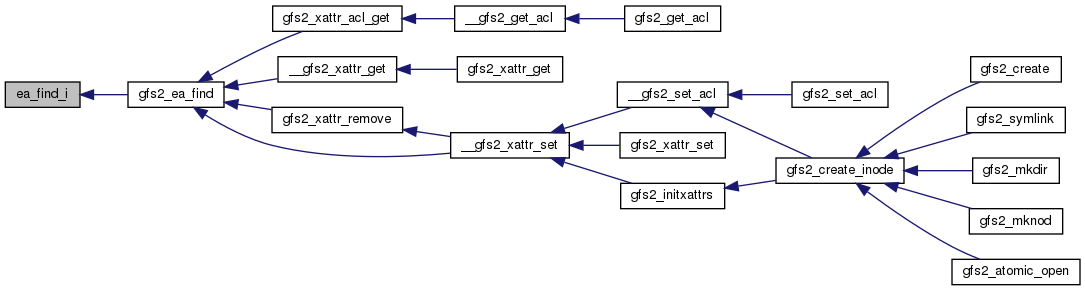 ea_find_i
gfs2_ea_find
gfs2_xattr_acl_get
__gfs2_get_acl
gfs2_get_acl
__gfs2_xattr_get
gfs2_xattr_get
gfs2_xattr_remove
__gfs2_xattr_set
__gfs2_set_acl
gfs2_set_acl
gfs2_xattr_set
gfs2_initxattrs
gfs2_create_inode
gfs2_create
gfs2_symlink
gfs2_mkdir
gfs2_mknod
gfs2_atomic_open